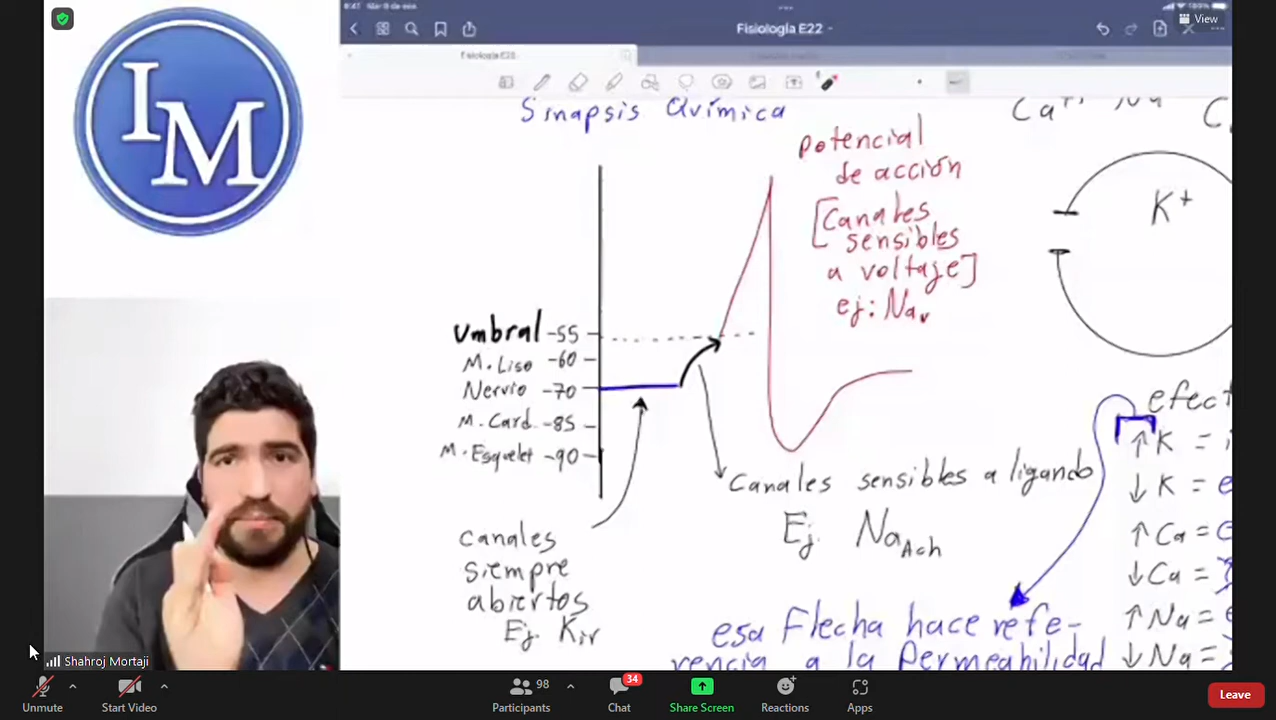 IM
View
Fisiología E22
Fisiología E22
Sinapsis Química
Ca++ Na
potencial
de acción
[Canales
sensibles
a voltaje]
ej: Nav
K+
Umbral -55
M. Liso -60
Nervio -70
M. Card. -85
M. Esquelet -90
Canales sensibles a ligando
Ej. NaAch
canales
siempre
abiertos
Ej Kir
efect
↑ K = i
↓ K = e
↑ Ca = e
↓ Ca =
↑ Na = e
↓ Na =
esa Flecha hace refe-
rencia a la Permeabilidad
Shahroj Mortaji
Unmute
Start Video
98
Participants
34
Chat
Share Screen
Reactions
Apps
Leave